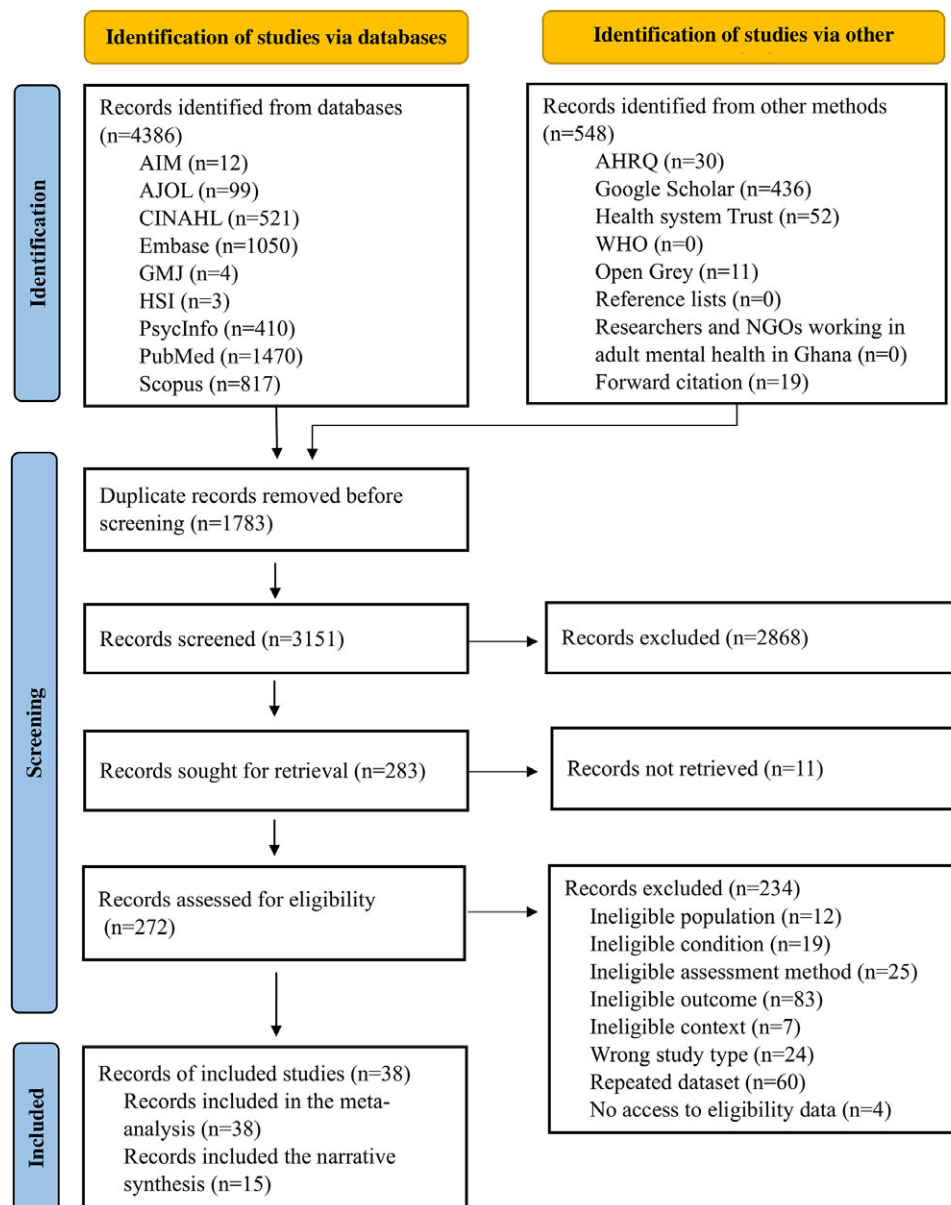 Identification of studies via databases
Identification of studies via other
Identification
Records identified from databases
(n=4386)
AIM (n=12)
AJOL (n=99)
CINAHL (n=521)
Embase (n=1050)
GMJ (n=4)
HSI (n=3)
PsycInfo (n=410)
PubMed (n=1470)
Scopus (n=817)
Records identified from other methods
(n=548)
AHRQ (n=30)
Google Scholar (n=436)
Health system Trust (n=52)
WHO (n=0)
Open Grey (n=11)
Reference lists (n=0)
Researchers and NGOs working in
adult mental health in Ghana (n=0)
Forward citation (n=19)
Screening
Duplicate records removed before
screening (n=1783)
Records screened (n=3151)
Records excluded (n=2868)
Records sought for retrieval (n=283)
Records not retrieved (n=11)
Records assessed for eligibility
(n=272)
Records excluded (n=234)
Ineligible population (n=12)
Ineligible condition (n=19)
Ineligible assessment method (n=25)
Ineligible outcome (n=83)
Ineligible context (n=7)
Wrong study type (n=24)
Repeated dataset (n=60)
No access to eligibility data (n=4)
Included
Records of included studies (n=38)
Records included in the meta-
analysis (n=38)
Records included the narrative
synthesis (n=15)